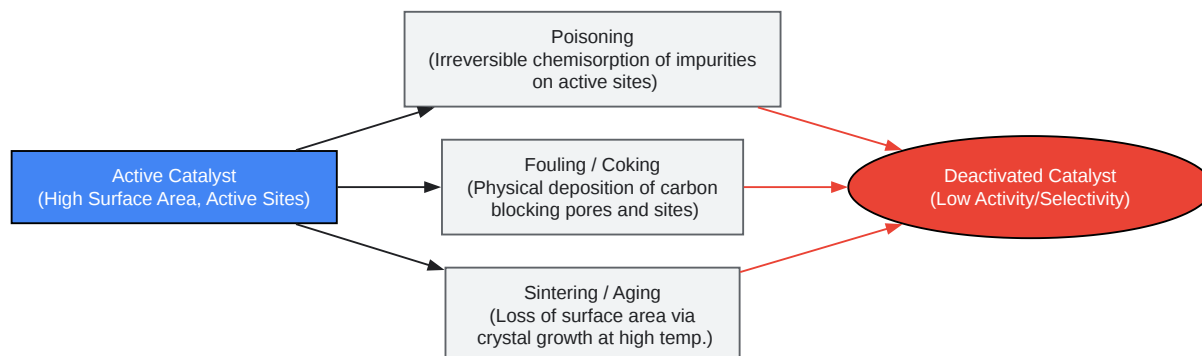 Poisoning
(Irreversible chemisorption of impurities
on active sites)
Active Catalyst
(High Surface Area, Active Sites)
Fouling / Coking
(Physical deposition of carbon
blocking pores and sites)
Deactivated Catalyst
(Low Activity/Selectivity)
Sintering / Aging
(Loss of surface area via
crystal growth at high temp.)